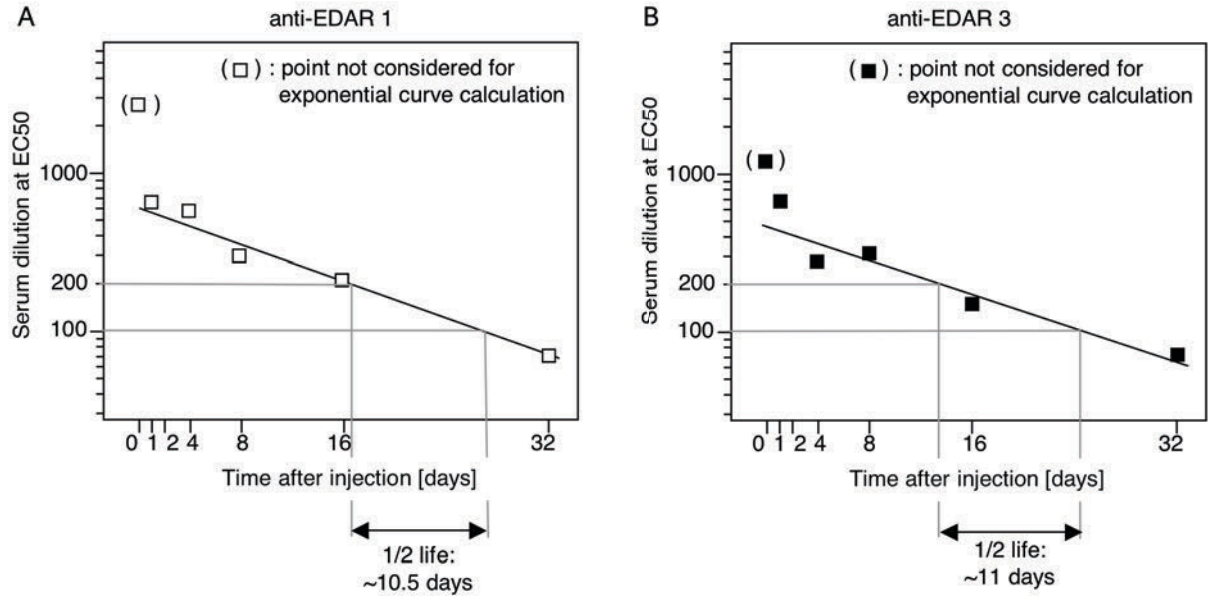 A
anti-EDAR 1
( □ ) : point not considered for
exponential curve calculation
( )
Serum dilution at EC50
1000
200
100
0 1 2 4 8 16 32
Time after injection [days]
1/2 life:
~10.5 days
B
anti-EDAR 3
( ■ ) : point not considered for
exponential curve calculation
( )
Serum dilution at EC50
1000
200
100
0 1 2 4 8 16 32
Time after injection [days]
1/2 life:
~11 days